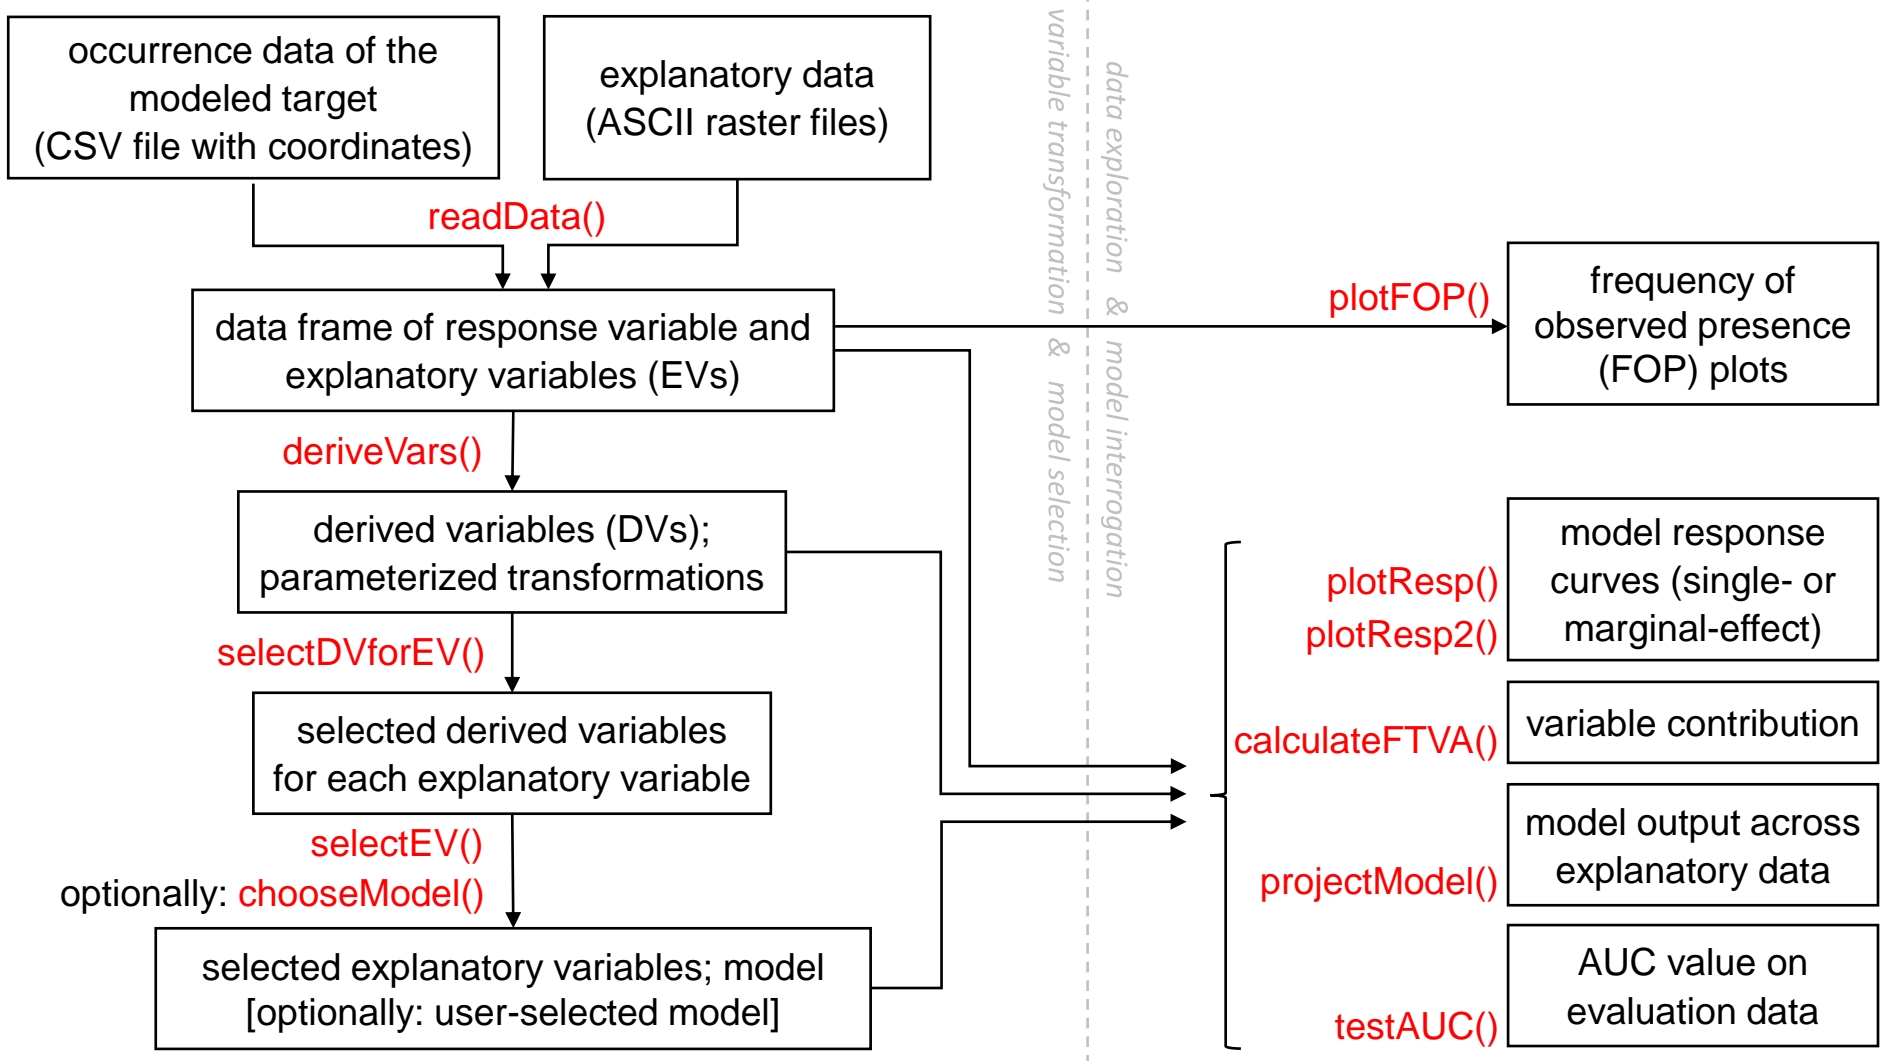 occurrence data of the
modeled target
(CSV file with coordinates)
explanatory data
(ASCII raster files)
readData()
data frame of response variable and
explanatory variables (EVs)
deriveVars()
derived variables (DVs);
parameterized transformations
selectDVforEV()
selected derived variables
for each explanatory variable
selectEV()
optionally: chooseModel()
selected explanatory variables; model
[optionally: user-selected model]
variable transformation & model selection
data exploration & model interrogation
plotFOP()
frequency of
observed presence
(FOP) plots
plotResp()
plotResp2()
model response
curves (single- or
marginal-effect)
calculateFTVA()
variable contribution
projectModel()
model output across
explanatory data
testAUC()
AUC value on
evaluation data